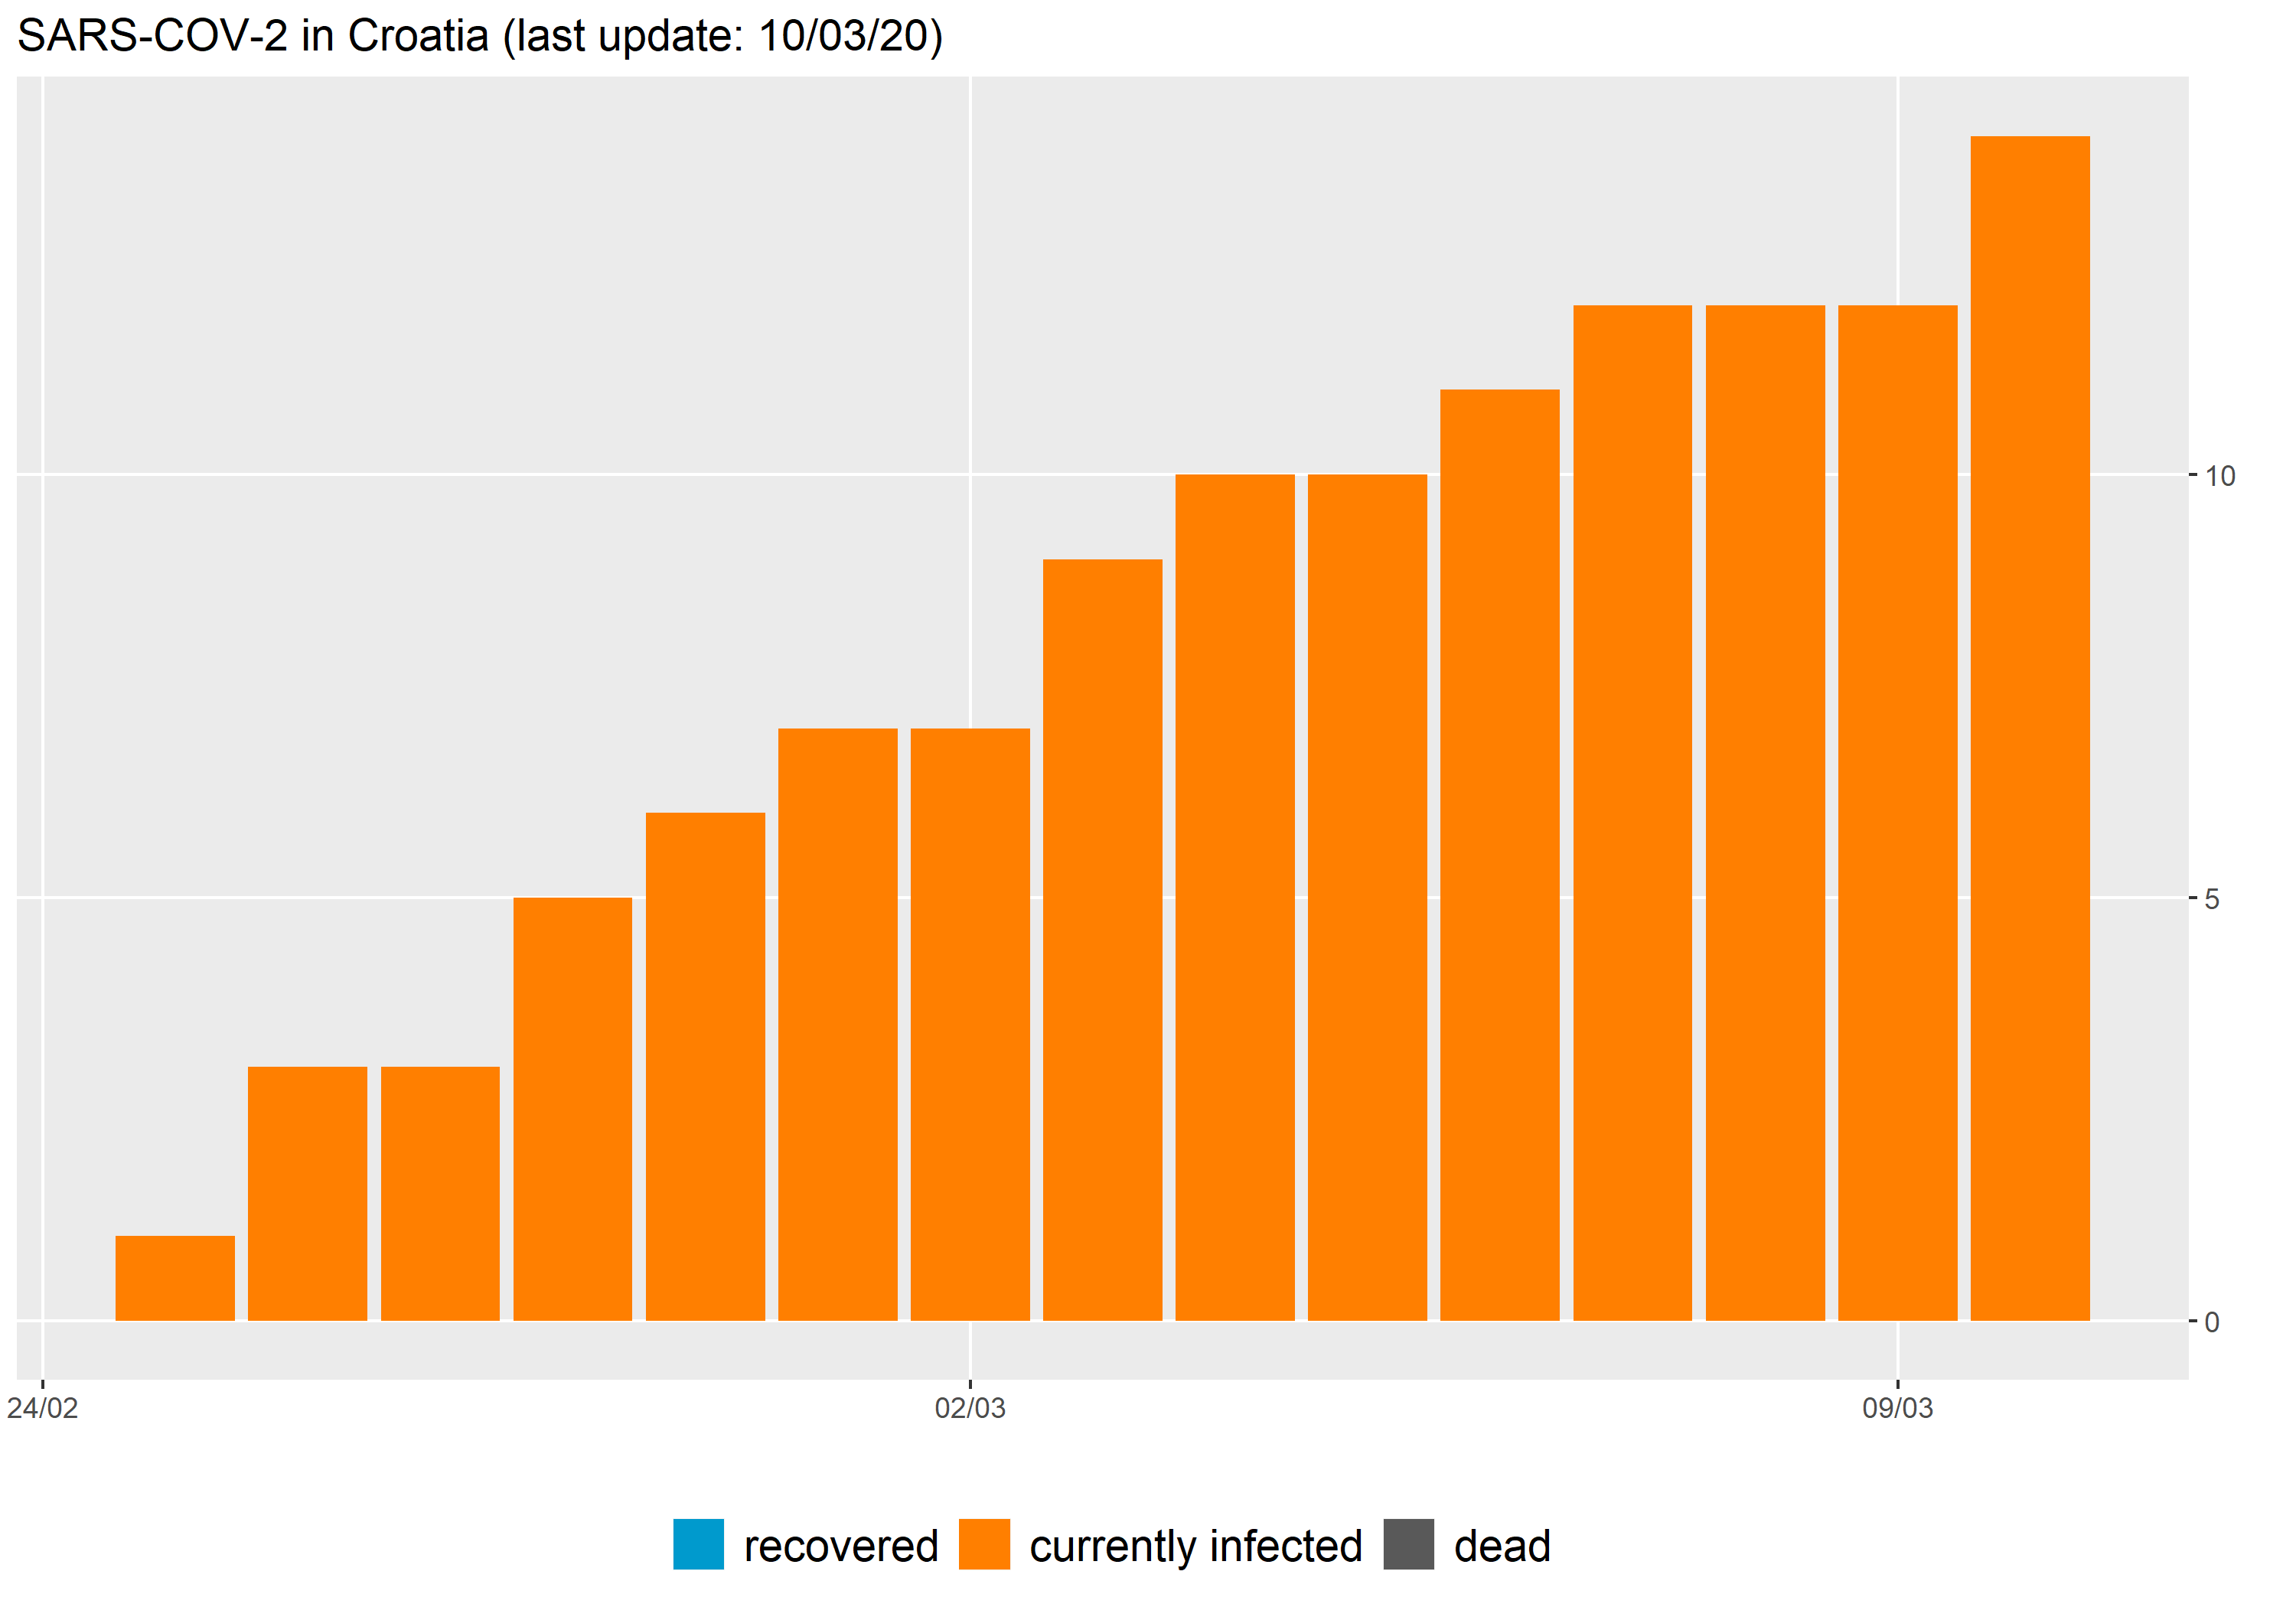 SARS-COV-2 in Croatia (last update: 10/03/20)
10
5
0
24/02 02/03 09/03
recovered currently infected dead